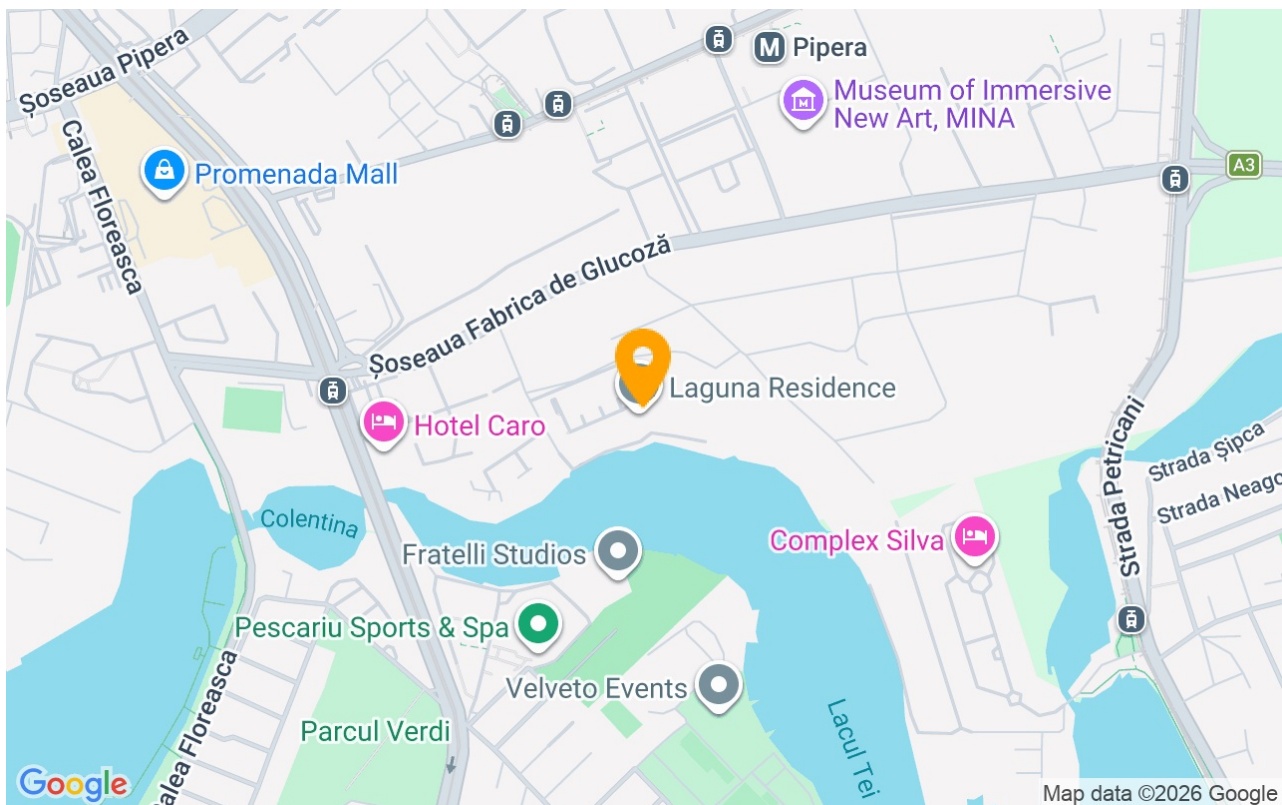 Pipera
Șoseaua Pipera
Museum of Immersive
New Art, MINA
Promenada Mall
A3
Calea Floreasca
Șoseaua Fabrica de Glucoză
Laguna Residence
Hotel Caro
Strada Petricani
Strada Șipca
Strada Neago
Colentina
Fratelli Studios
Complex Silva
Pescariu Sports & Spa
Velveto Events
Calea Floreasca
Parcul Verdi
Lacul Tei
Google
Map data ©2026 Google